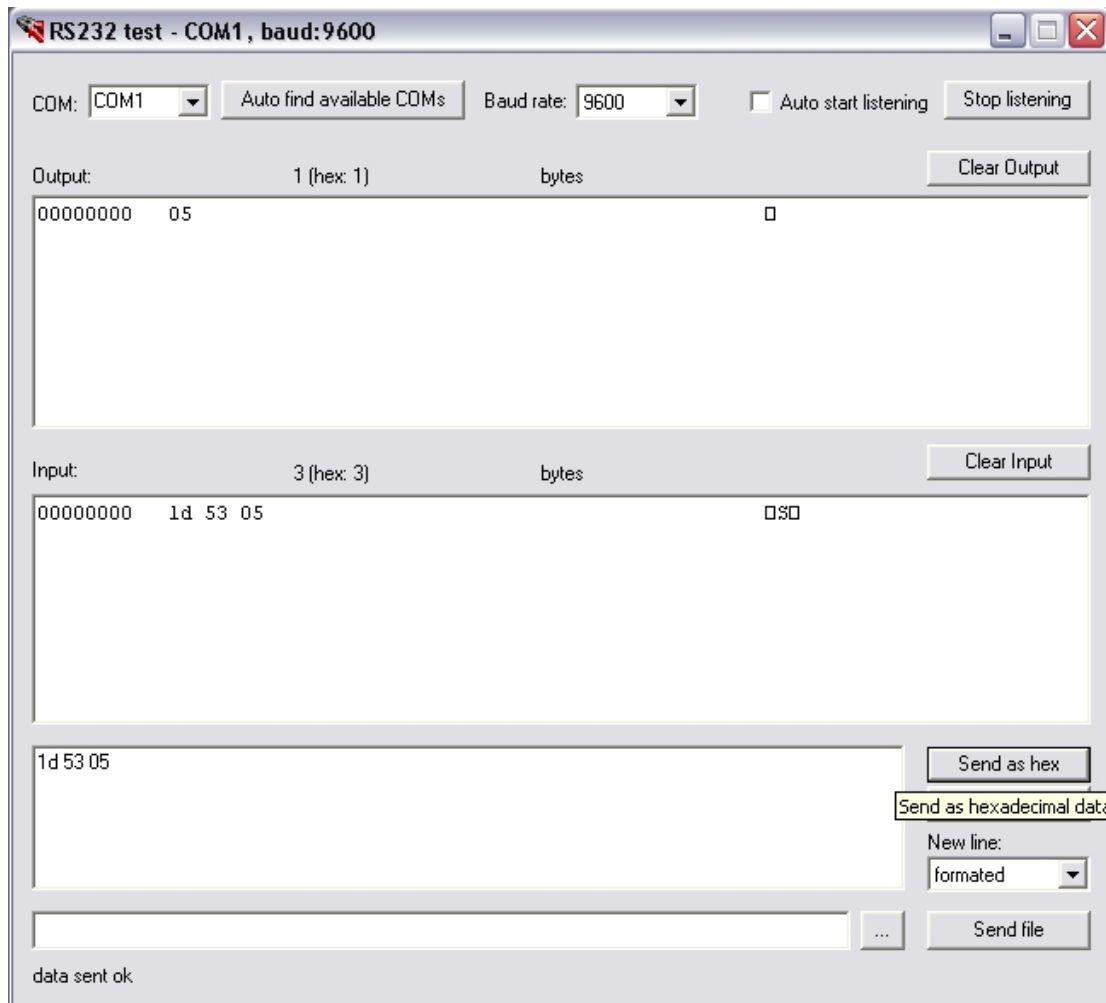 RS232 test - COM1, baud:9600
COM: COM1 Auto find available COMs Baud rate: 9600 Auto start listening Stop listening
Clear Output
Output: 1 (hex: 1) bytes
00000000 05 □
Clear Input
Input: 3 (hex: 3) bytes
00000000 1d 53 05 □S□
1d 53 05
Send as hex
Send as hexadecimal data
New line:
formated
... Send file
data sent ok